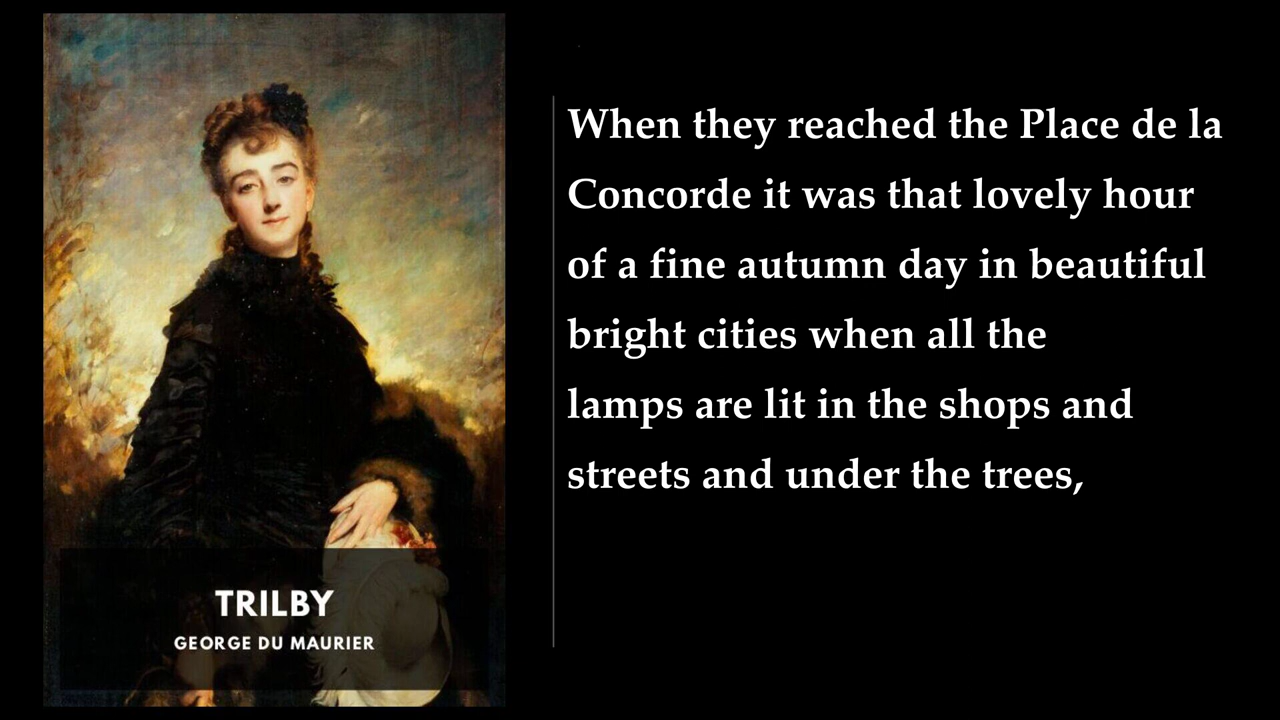 TRILBY
GEORGE DU MAURIER
When they reached the Place de la
Concorde it was that lovely hour
of a fine autumn day in beautiful
bright cities when all the
lamps are lit in the shops and
streets and under the trees,